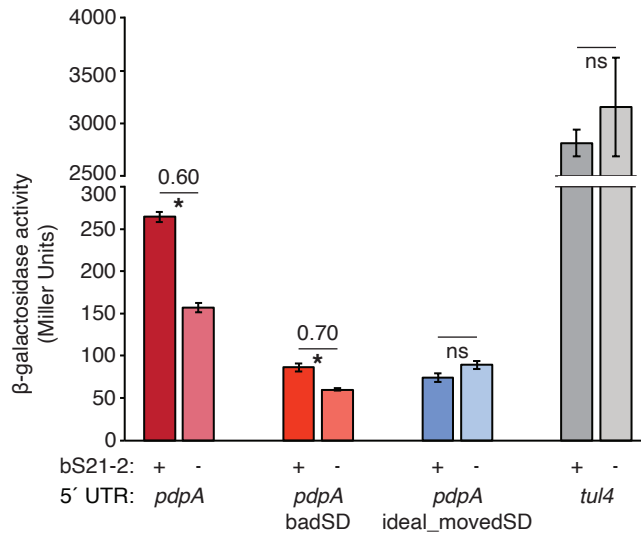 4000
3500
3000
2500
300
250
200
150
100
50
0
β-galactosidase activity
(Miller Units)
0.60
*
0.70
*
ns
ns
bS21-2: + - + - + - + -
5´ UTR: pdpA pdpA pdpA tul4
badSD ideal_movedSD